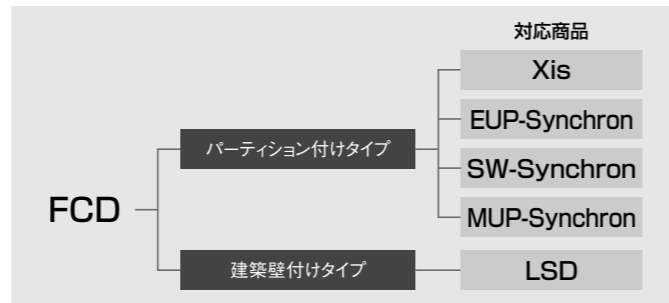 対応商品
Xis
EUP-Synchron
パーティション付けタイプ
SW-Synchron
FCD
MUP-Synchron
建築壁付けタイプ
LSD